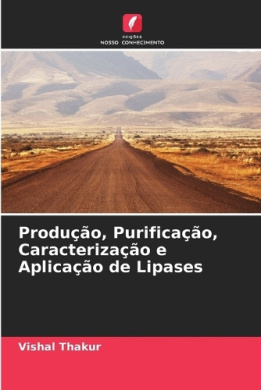 edições
NOSSO CONHECIMENTO
Produção, Purificação,
Caracterização e
Aplicação de Lipases
Vishal Thakur